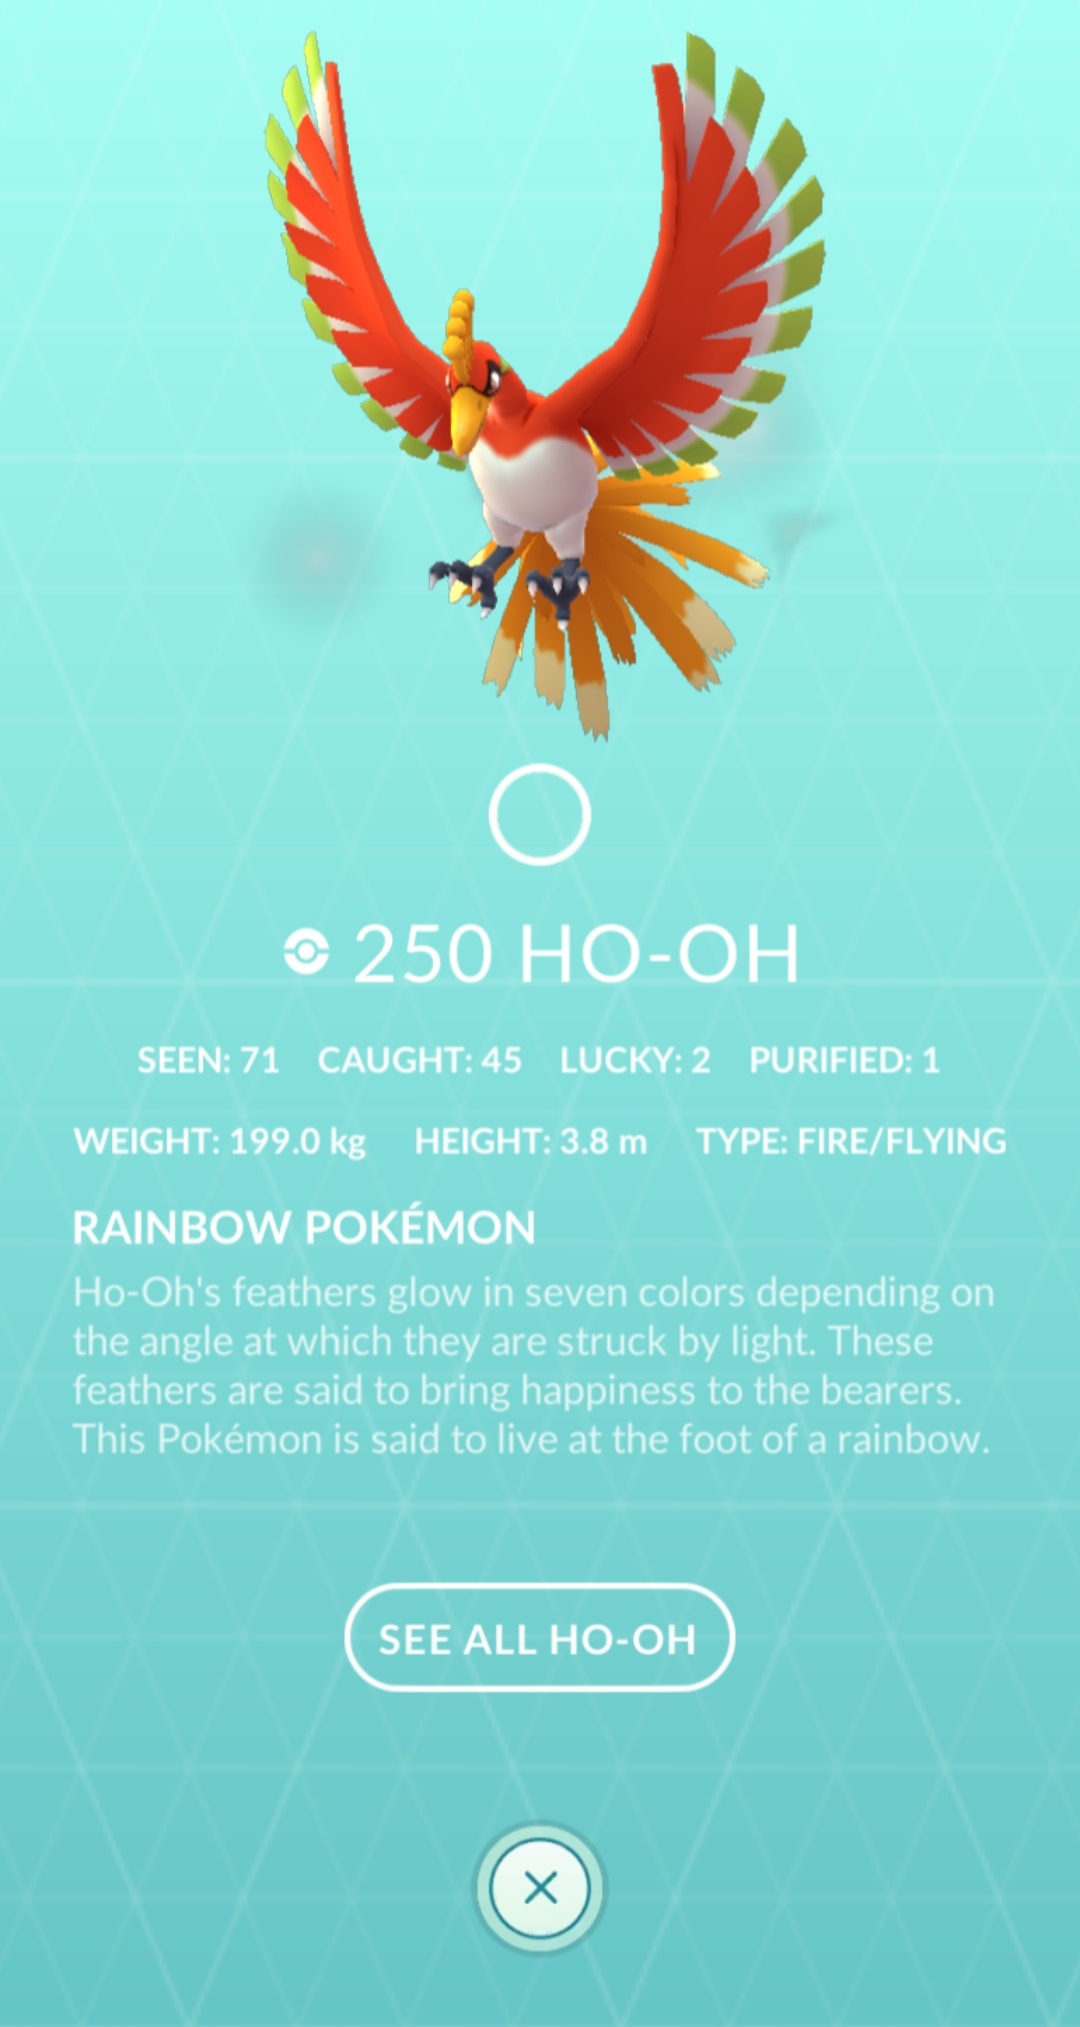 250 HO-OH
SEEN: 71 CAUGHT: 45 LUCKY: 2 PURIFIED: 1
WEIGHT: 199.0 kg HEIGHT: 3.8 m TYPE: FIRE/FLYING
RAINBOW POKÉMON
Ho-Oh's feathers glow in seven colors depending on
the angle at which they are struck by light. These
feathers are said to bring happiness to the bearers.
This Pokémon is said to live at the foot of a rainbow.
SEE ALL HO-OH